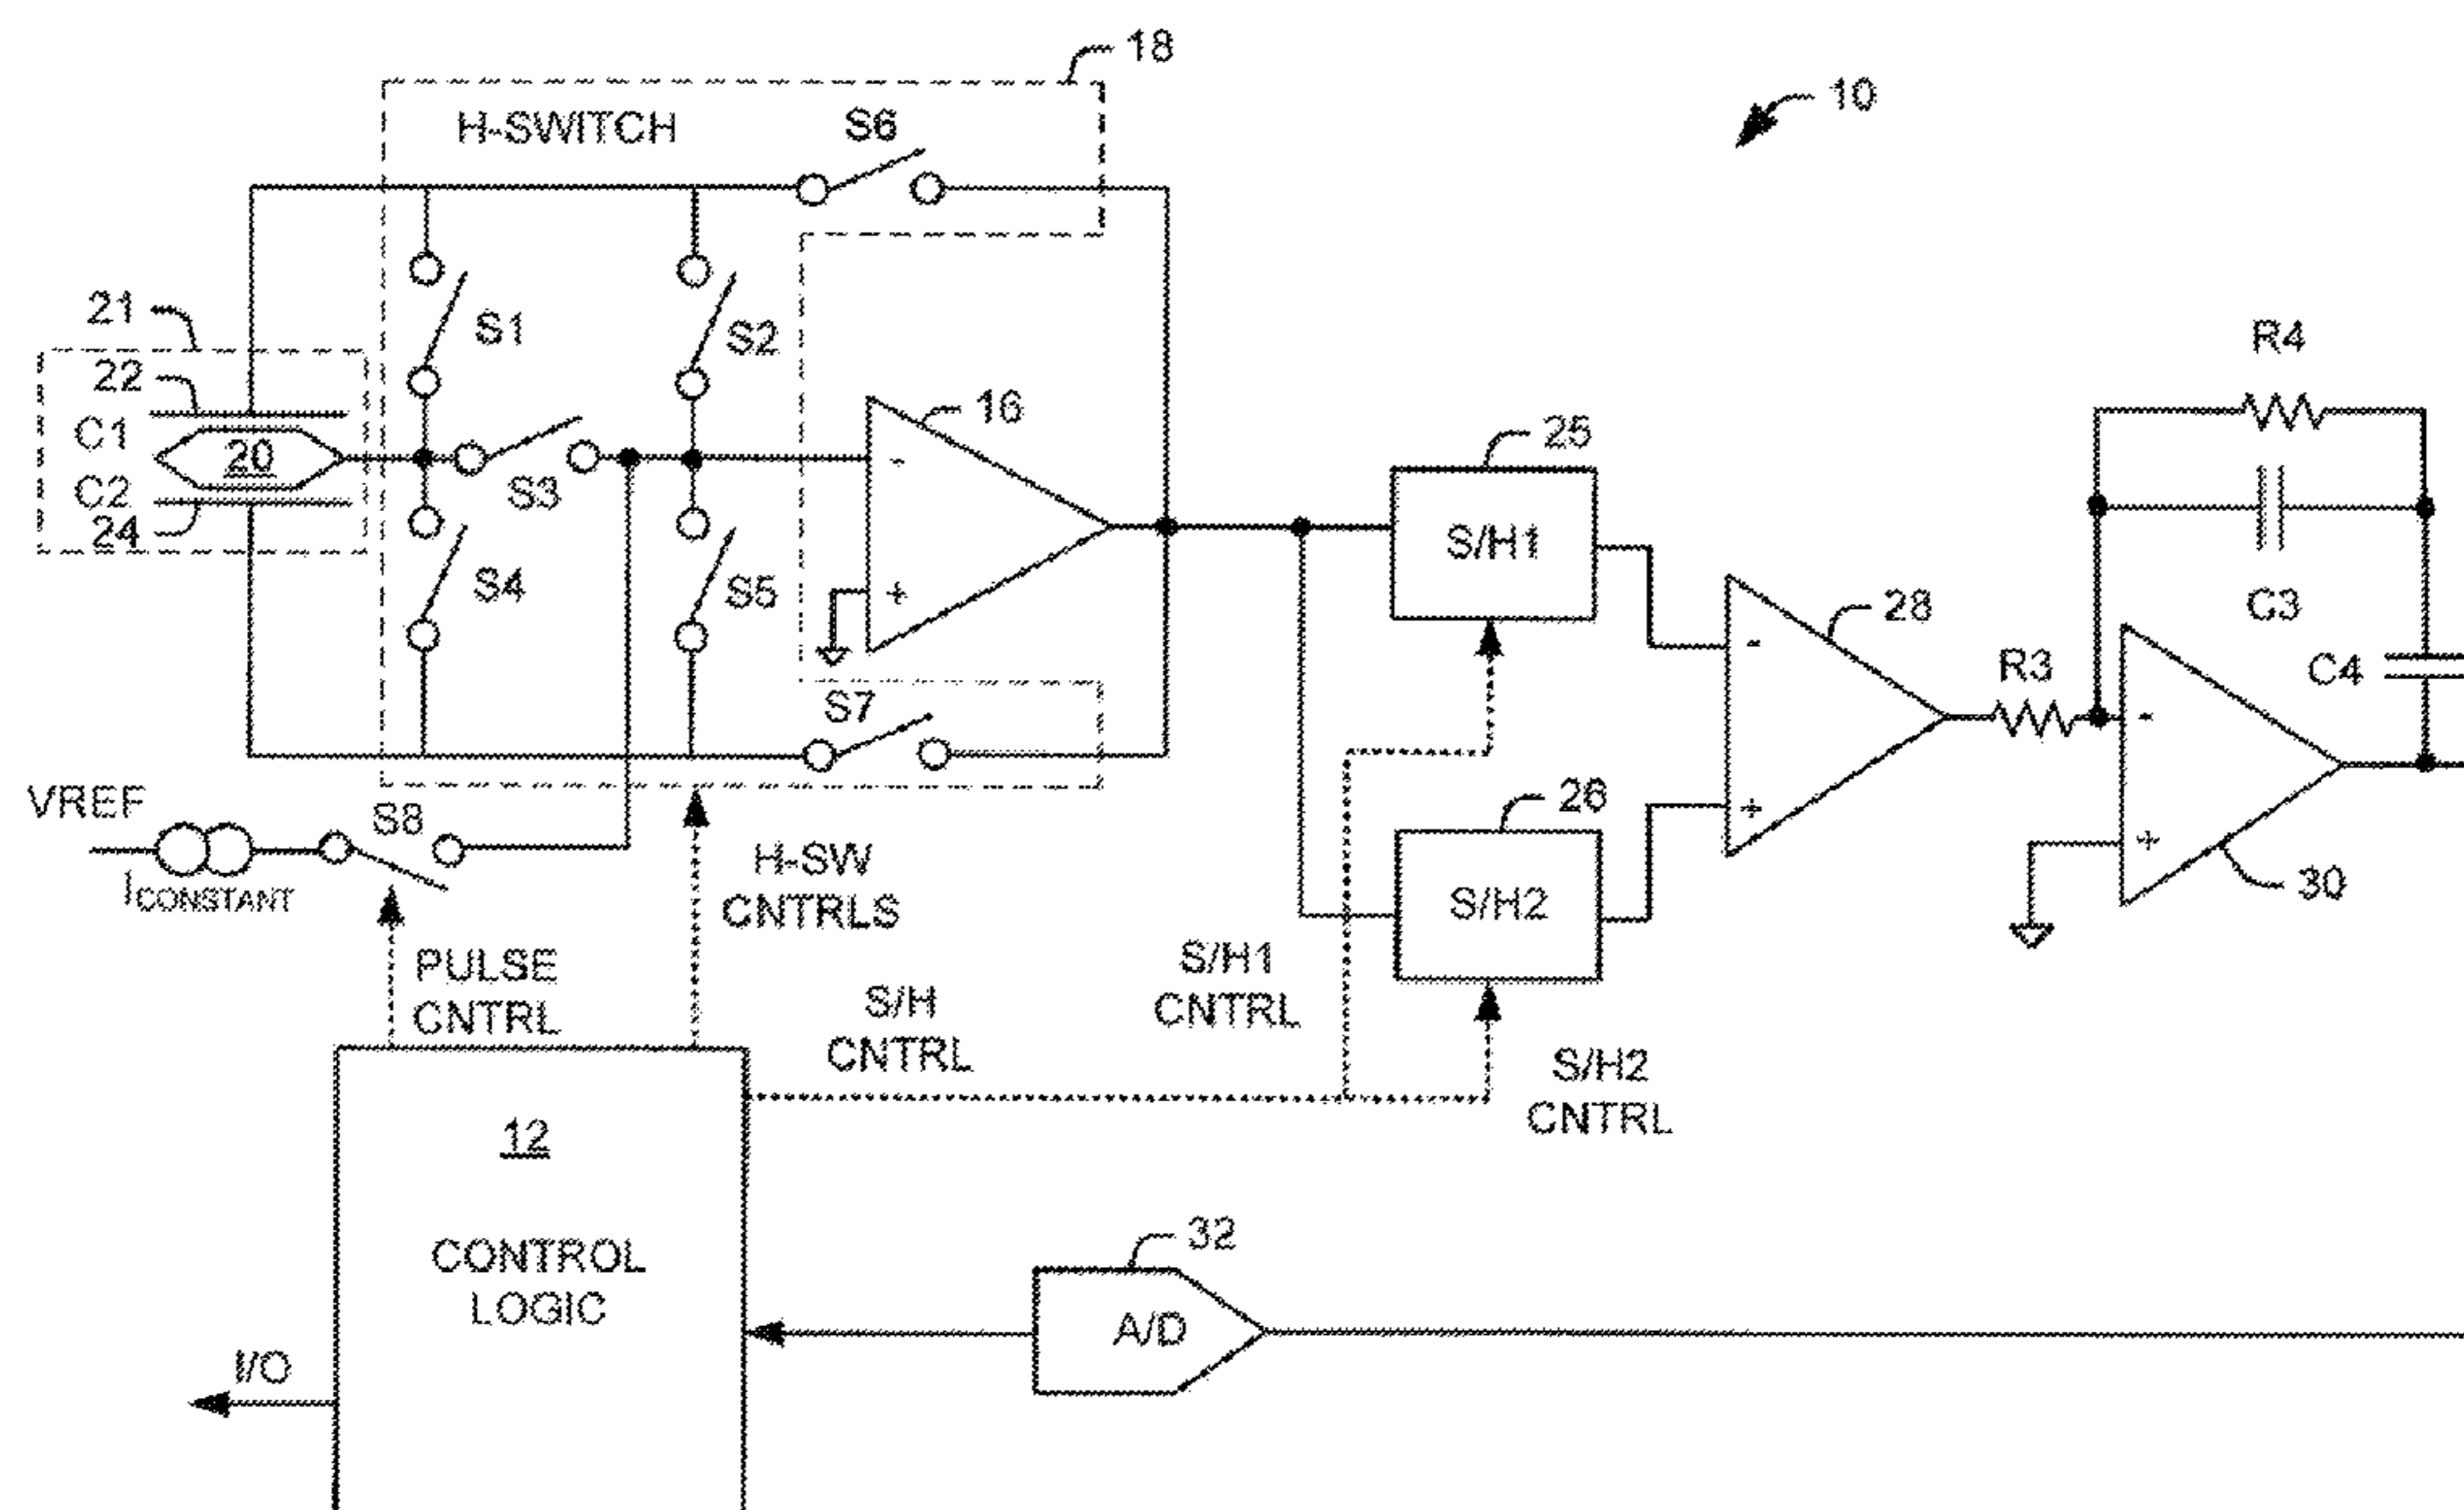 18
10
H-SWITCH
S6
21
22
S1
S2
R4
C1
20
16
25
C2
24
S3
-
S/H1
S4
S5
+
C3
28
R3
C4
-
S7
-
VREF
S8
26
+
ICONSTANT
H-SW
CNTRLS
S/H2
+
30
PULSE
CNTRL
S/H
CNTRL
S/H1
CNTRL
S/H2
CNTRL
12
CONTROL
LOGIC
32
A/D
I/O